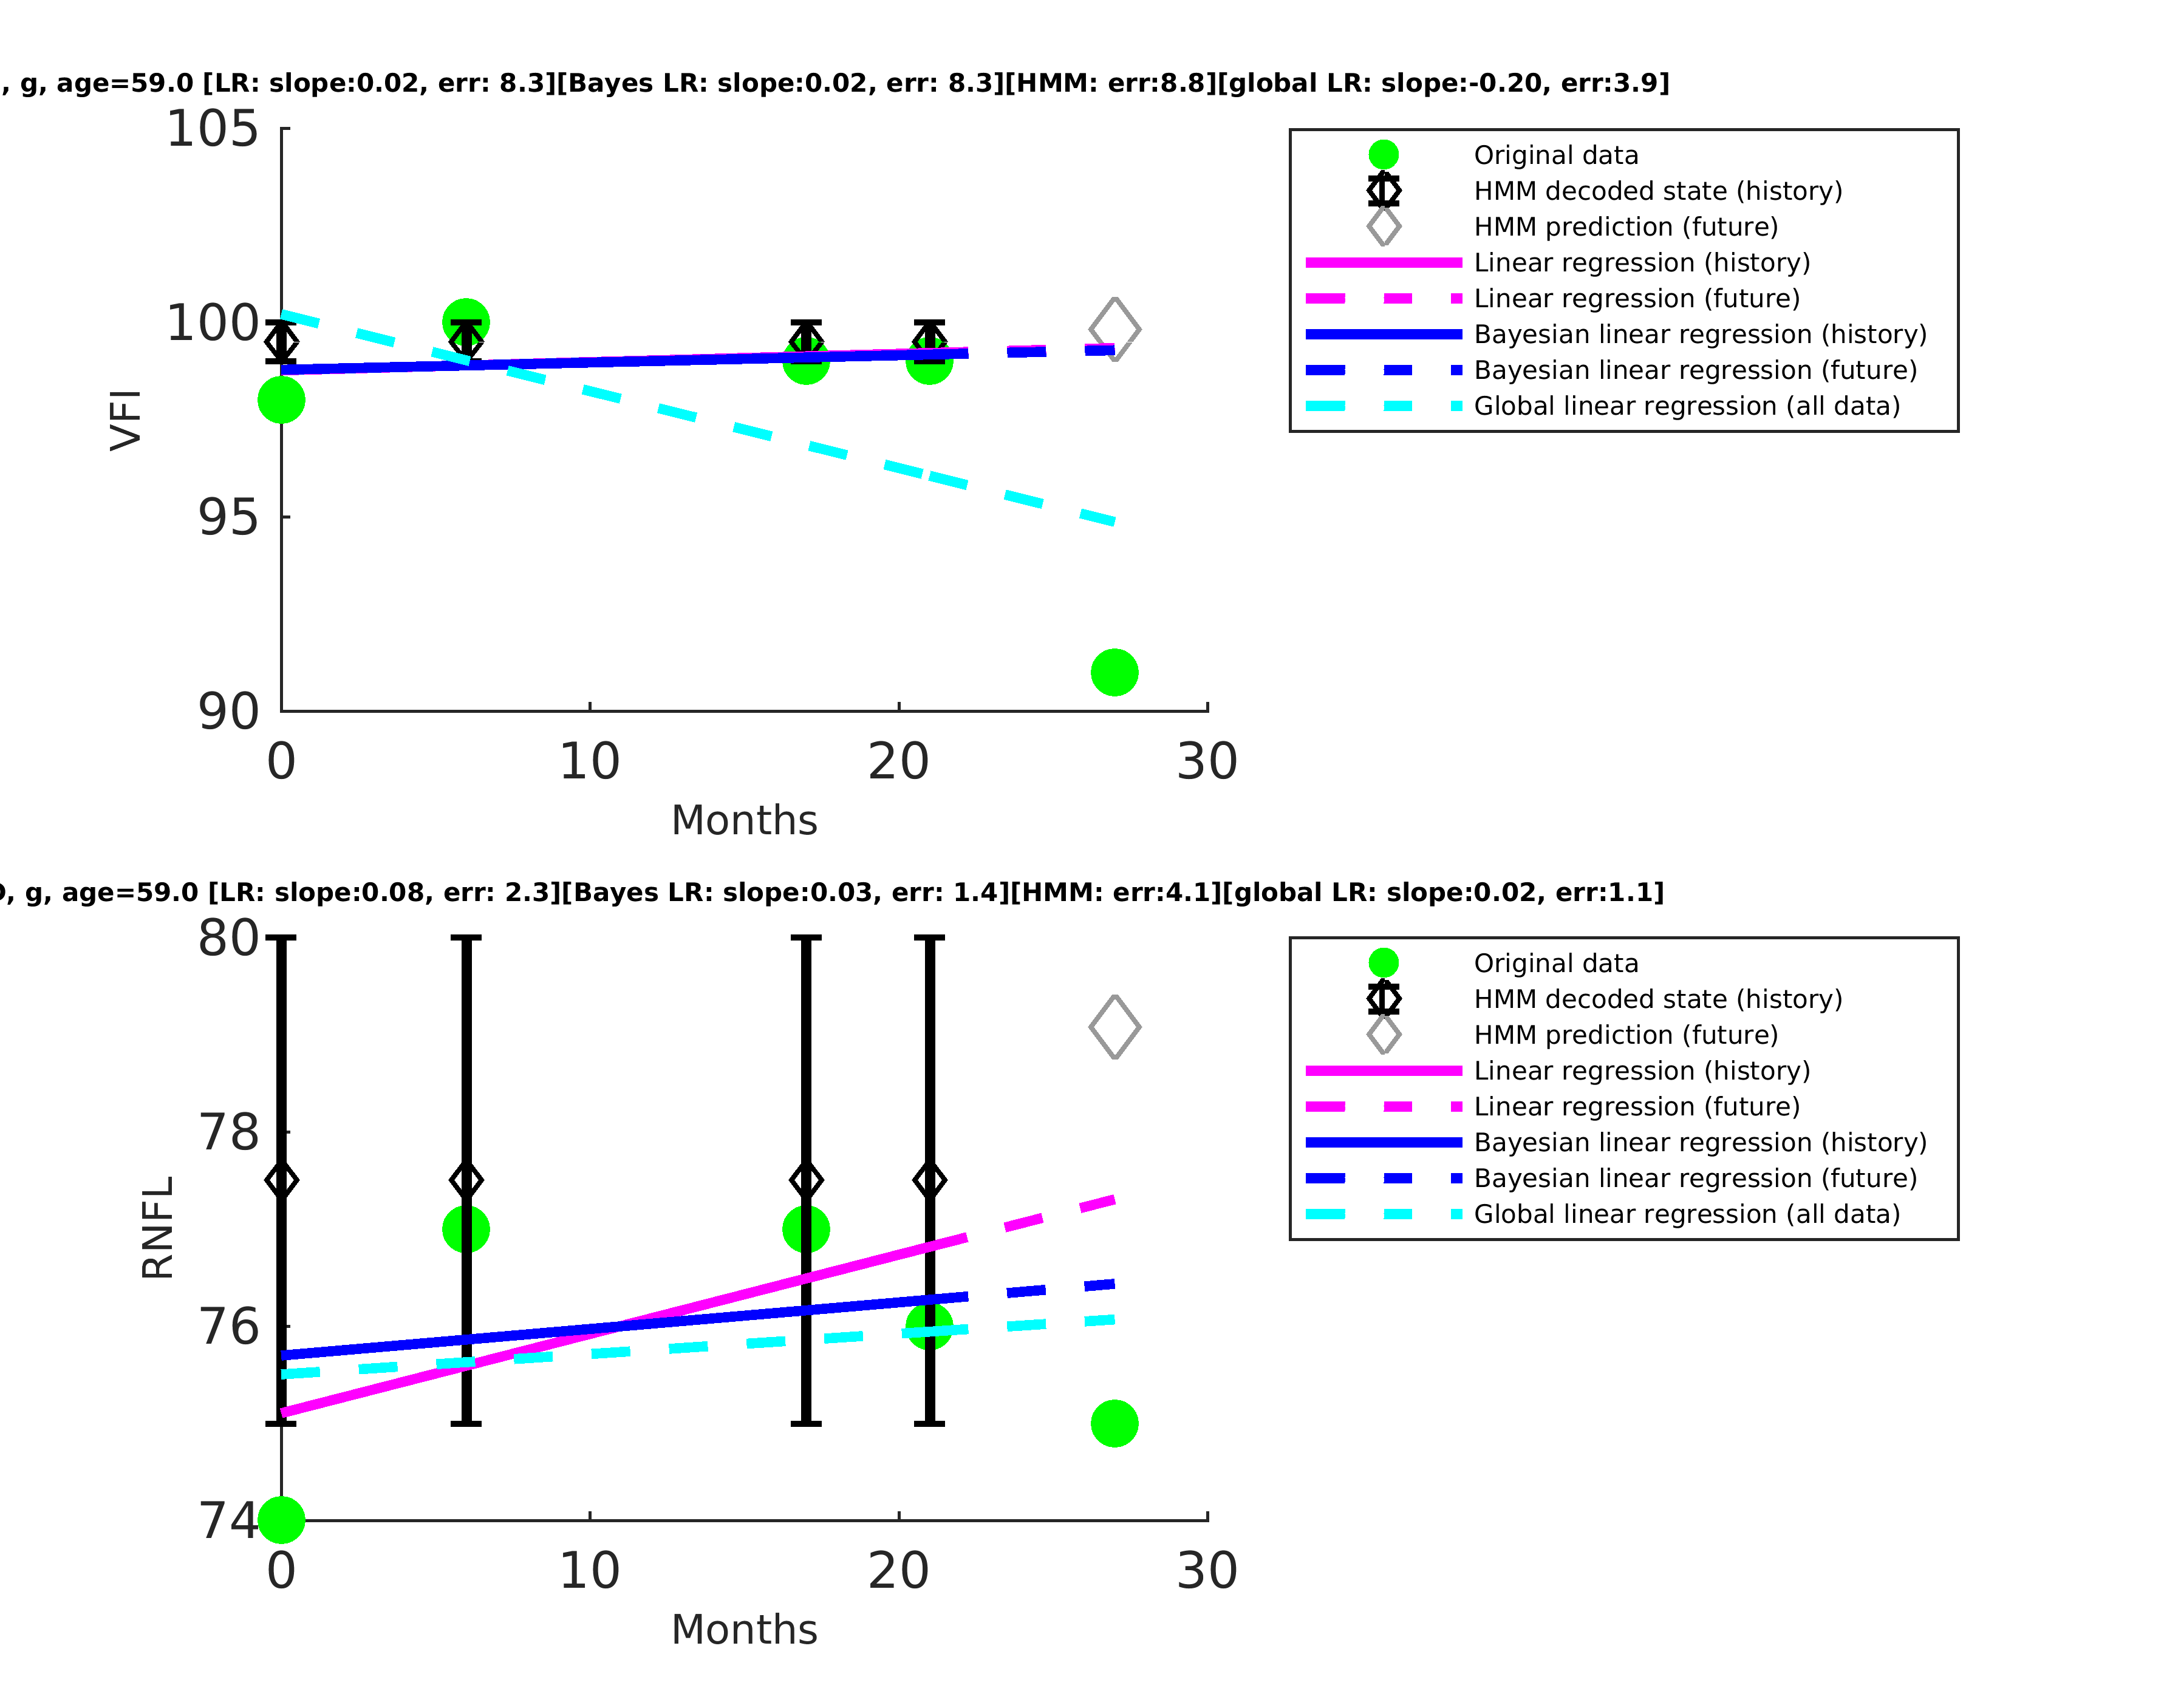 , g, age=59.0 [LR: slope:0.02, err: 8.3][Bayes LR: slope:0.02, err: 8.3][HMM: err:8.8][global LR: slope:-0.20, err:3.9]
105
100
95
90
VFI
0 10 20 30
Months
Original data
HMM decoded state (history)
HMM prediction (future)
Linear regression (history)
Linear regression (future)
Bayesian linear regression (history)
Bayesian linear regression (future)
Global linear regression (all data)
, g, age=59.0 [LR: slope:0.08, err: 2.3][Bayes LR: slope:0.03, err: 1.4][HMM: err:4.1][global LR: slope:0.02, err:1.1]
80
78
76
74
RNFL
0 10 20 30
Months
Original data
HMM decoded state (history)
HMM prediction (future)
Linear regression (history)
Linear regression (future)
Bayesian linear regression (history)
Bayesian linear regression (future)
Global linear regression (all data)